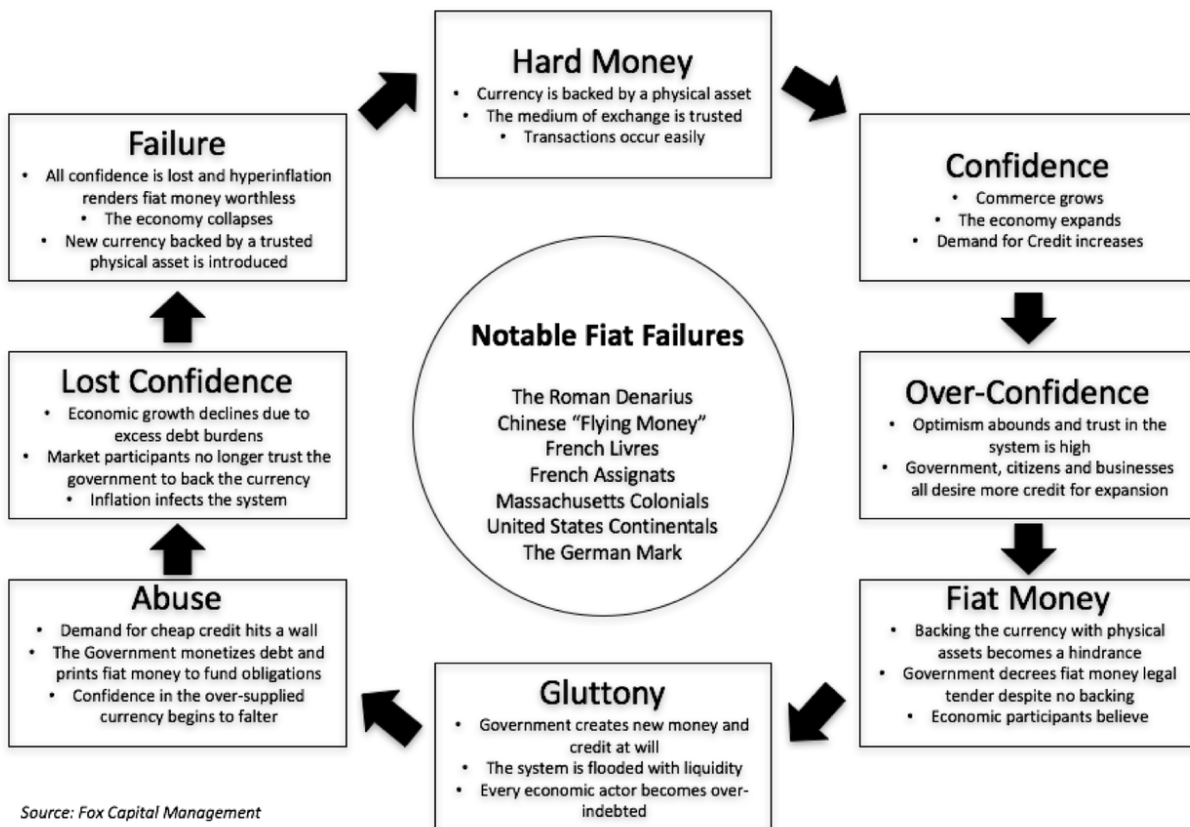 Hard Money
• Currency is backed by a physical asset
• The medium of exchange is trusted
• Transactions occur easily
Confidence
• Commerce grows
• The economy expands
• Demand for Credit increases
Over-Confidence
• Optimism abounds and trust in the
system is high
• Government, citizens and businesses
all desire more credit for expansion
Fiat Money
• Backing the currency with physical
assets becomes a hindrance
• Government decrees fiat money legal
tender despite no backing
• Economic participants believe
Gluttony
• Government creates new money and
credit at will
• The system is flooded with liquidity
• Every economic actor becomes over-
indebted
Abuse
• Demand for cheap credit hits a wall
• The Government monetizes debt and
prints fiat money to fund obligations
• Confidence in the over-supplied
currency begins to falter
Lost Confidence
• Economic growth declines due to
excess debt burdens
• Market participants no longer trust the
government to back the currency
• Inflation infects the system
Failure
• All confidence is lost and hyperinflation
renders fiat money worthless
• The economy collapses
• New currency backed by a trusted
physical asset is introduced
Notable Fiat Failures
The Roman Denarius
Chinese “Flying Money”
French Livres
French Assignats
Massachusetts Colonials
United States Continentals
The German Mark
Source: Fox Capital Management